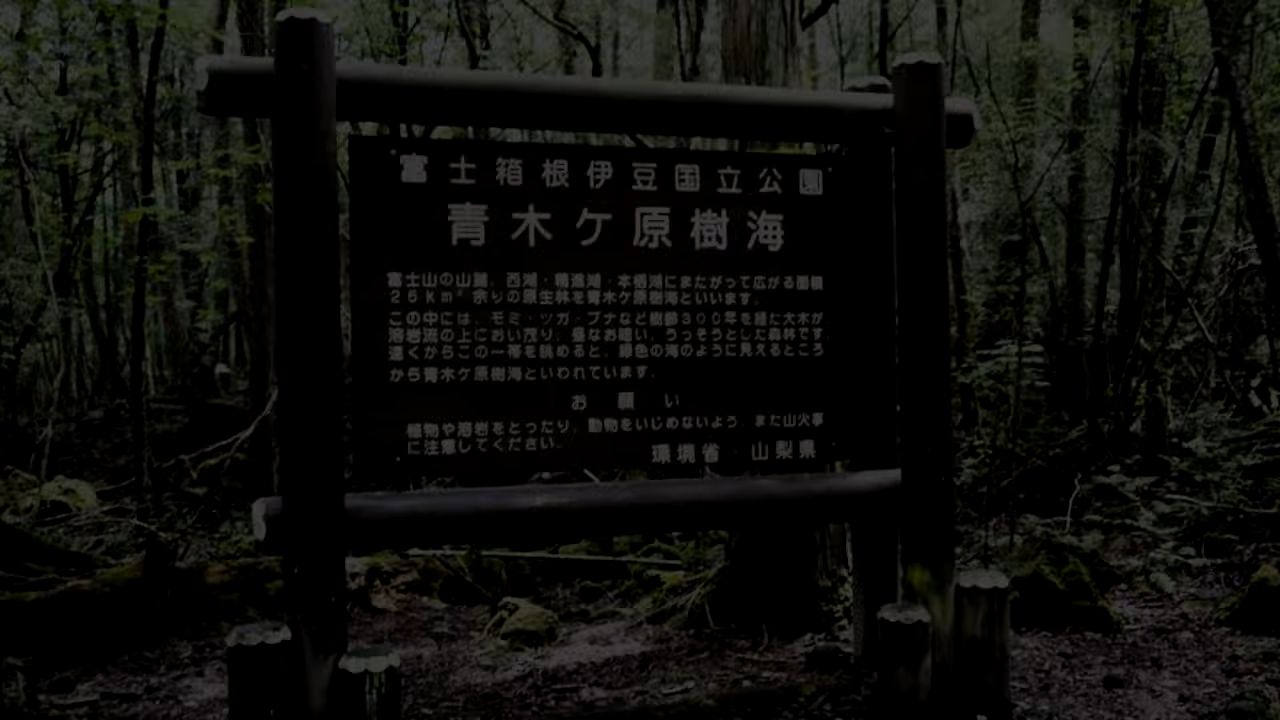 富士箱根伊豆国立公園
青木ケ原樹海
富士山の山麓、西湖・精進湖・本栖湖にまたがって広がる面積
25km²余りの原生林を青木ケ原樹海といいます。
この中には、モミ・ツガ・ブナなど樹齢300年を経た大木が
溶岩流の上におい茂り、昼なお暗い、うっそうとした森林です
遠くからこの一帯を眺めると、緑色の海のように見えるところ
から青木ケ原樹海といわれています。
お願い
植物や溶岩をとったり、動物をいじめないよう、また山火事
に注意してください。
環境省 山梨県